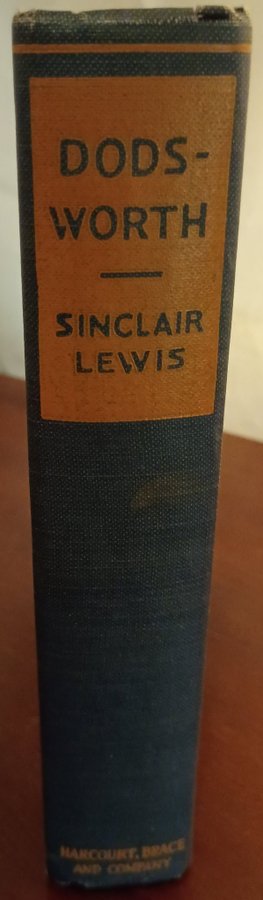 DODS-
WORTH
SINCLAIR
LEWIS
HARCOURT, BRACE
AND COMPANY